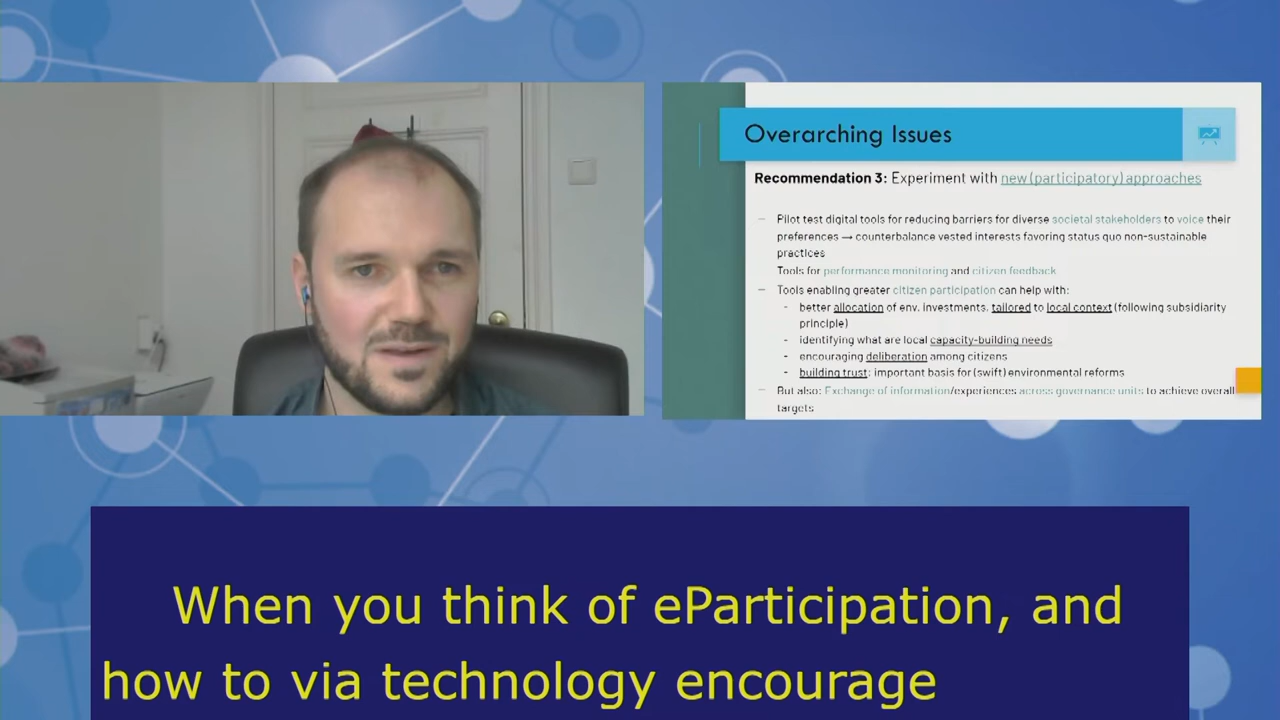 Overarching Issues
Recommendation 3: Experiment with new (participatory) approaches
– Pilot test digital tools for reducing barriers for diverse societal stakeholders to voice their
preferences → counterbalance vested interests favoring status quo non-sustainable
practices
Tools for performance monitoring and citizen feedback
– Tools enabling greater citizen participation can help with:
- better allocation of env. investments, tailored to local context (following subsidiarity
principle)
- identifying what are local capacity-building needs
- encouraging deliberation among citizens
- building trust: important basis for (swift) environmental reforms
– But also: Exchange of information/experiences across governance units to achieve overall
targets
When you think of eParticipation, and
how to via technology encourage